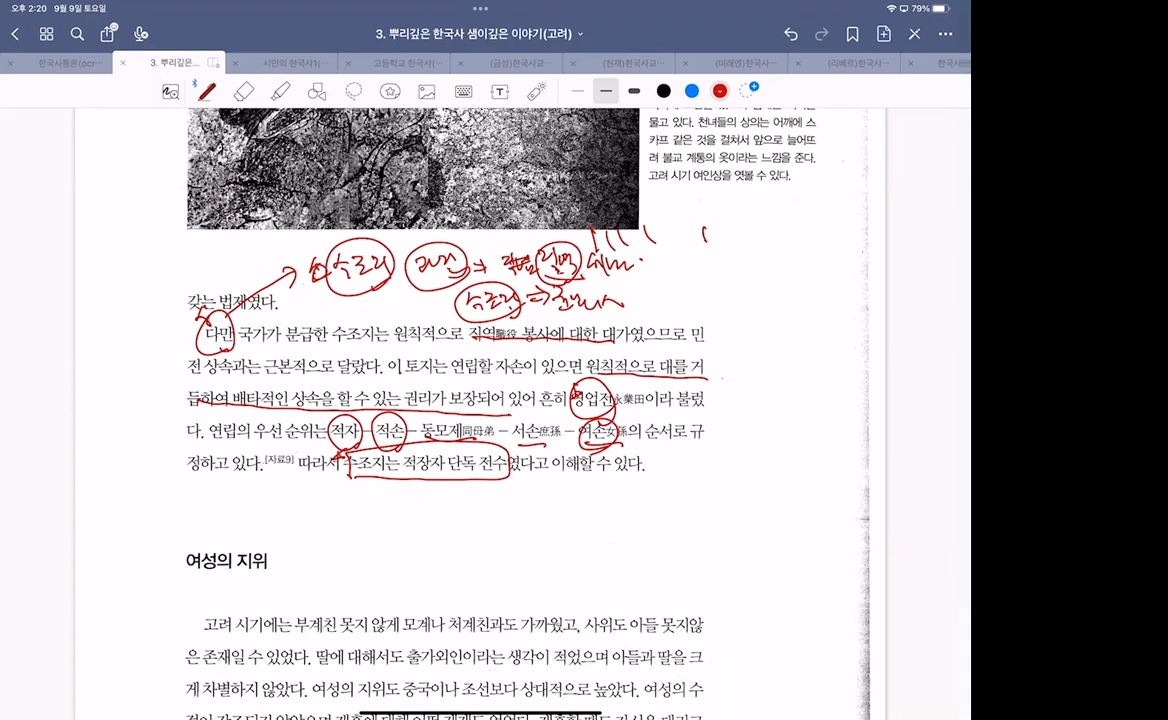 오후 2:20 9월 9일 토요일
79%
3. 뿌리깊은 한국사 샘이깊은 이야기(고려)
한국사통론(ocr... 3. 뿌리깊은... 시민의 한국사1(... 고등학교 한국사(... (금성)한국사교... (천재)한국사교... (미래엔)한국사... (리베르)한국사... 한국사
물고 있다. 천녀들의 상의는 어깨에 스
카프 같은 것을 걸쳐서 앞으로 늘어뜨
려 불교 계통의 옷이라는 느낌을 준다.
고려 시기 여인상을 엿볼 수 있다.
수조지
수조지
갖는 법제였다.
다만 국가가 분급한 수조지는 원칙적으로 직역職役 봉사에 대한 대가였으므로 민
전 상속과는 근본적으로 달랐다. 이 토지는 연립할 자손이 있으면 원칙적으로 대를 거
듭하여 배타적인 상속을 할 수 있는 권리가 보장되어 있어 흔히 영업전永業田이라 불렀
다. 연립의 우선 순위는 적자 – 적손 – 동모제同母弟 – 서손庶孫 – 여손女孫의 순서로 규
정하고 있다.[자료9] 따라서 수조지는 적장자 단독 전수였다고 이해할 수 있다.
여성의 지위
고려 시기에는 부계친 못지 않게 모계나 처계친과도 가까웠고, 사위도 아들 못지않
은 존재일 수 있었다. 딸에 대해서도 출가외인이라는 생각이 적었으며 아들과 딸을 크
게 차별하지 않았다. 여성의 지위도 중국이나 조선보다 상대적으로 높았다. 여성의 수